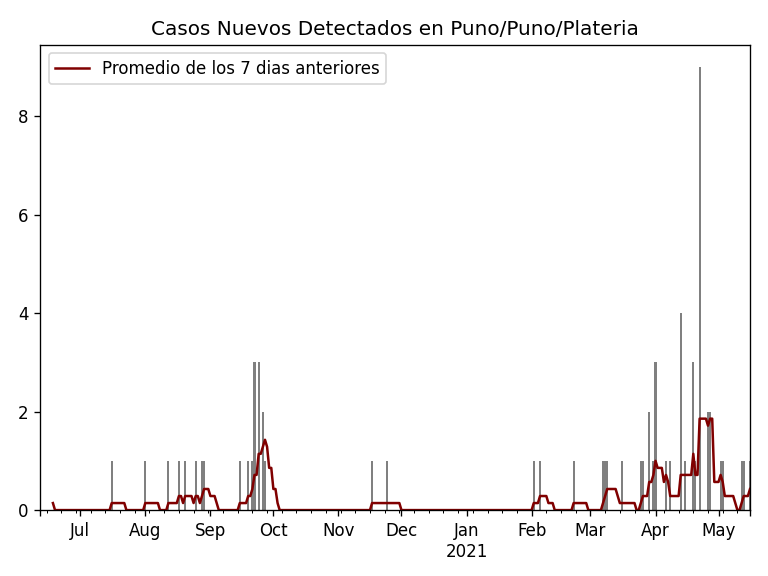 Casos Nuevos Detectados en Puno/Puno/Plateria
Promedio de los 7 dias anteriores
8
6
4
2
0
Jul Aug Sep Oct Nov Dec Jan Feb Mar Apr May
2021